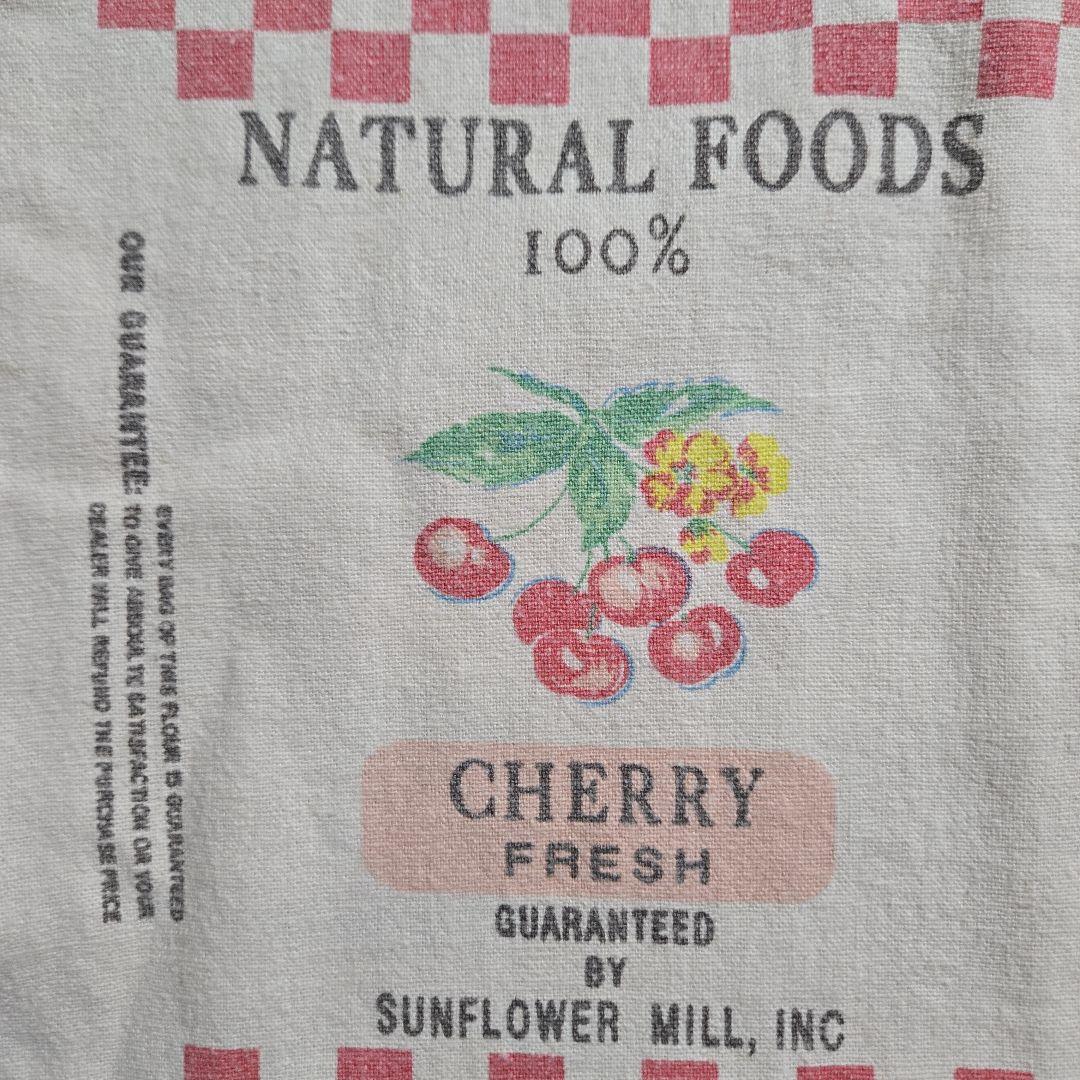 NATURAL FOODS
100%
OUR GUARANTEE:
EVERY BAG OF THIS FLOUR IS GUARANTEED
TO GIVE ABSOLUTE SATISFACTION OR YOUR
DEALER WILL REFUND THE PURCHASE PRICE
CHERRY
FRESH
GUARANTEED
BY
SUNFLOWER MILL, INC